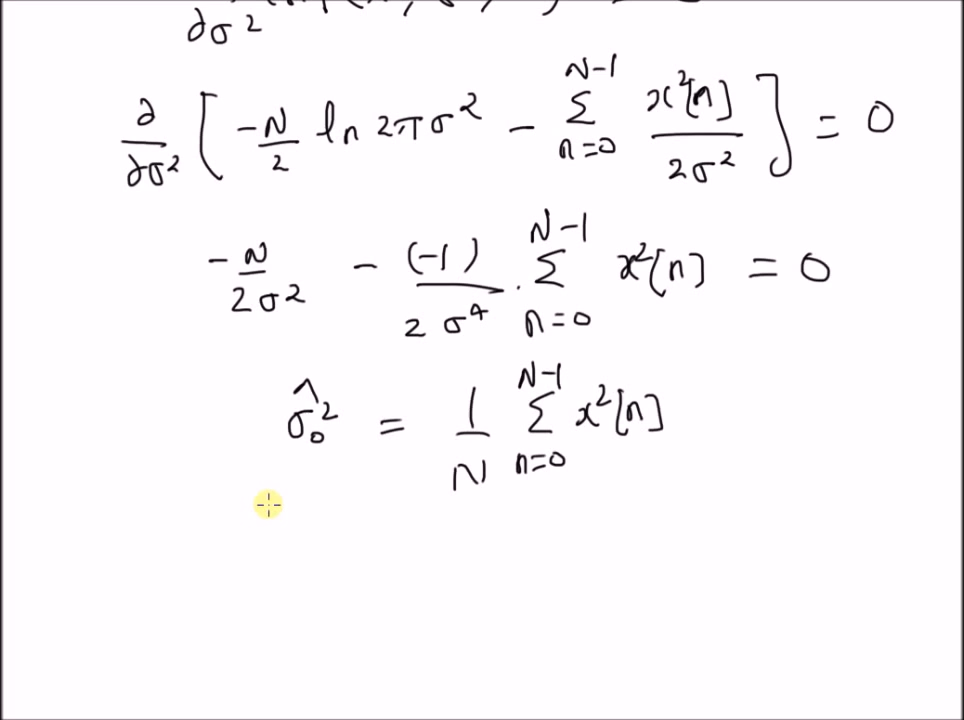 ∂σ²
∂/∂σ² [ -N/2 ln 2πσ² - Σ_{n=0}^{N-1} x²[n]/2σ² ] = 0
-N/2σ² - (-1)/2σ⁴ . Σ_{n=0}^{N-1} x²[n] = 0
σ̂₀² = 1/N Σ_{n=0}^{N-1} x²[n]